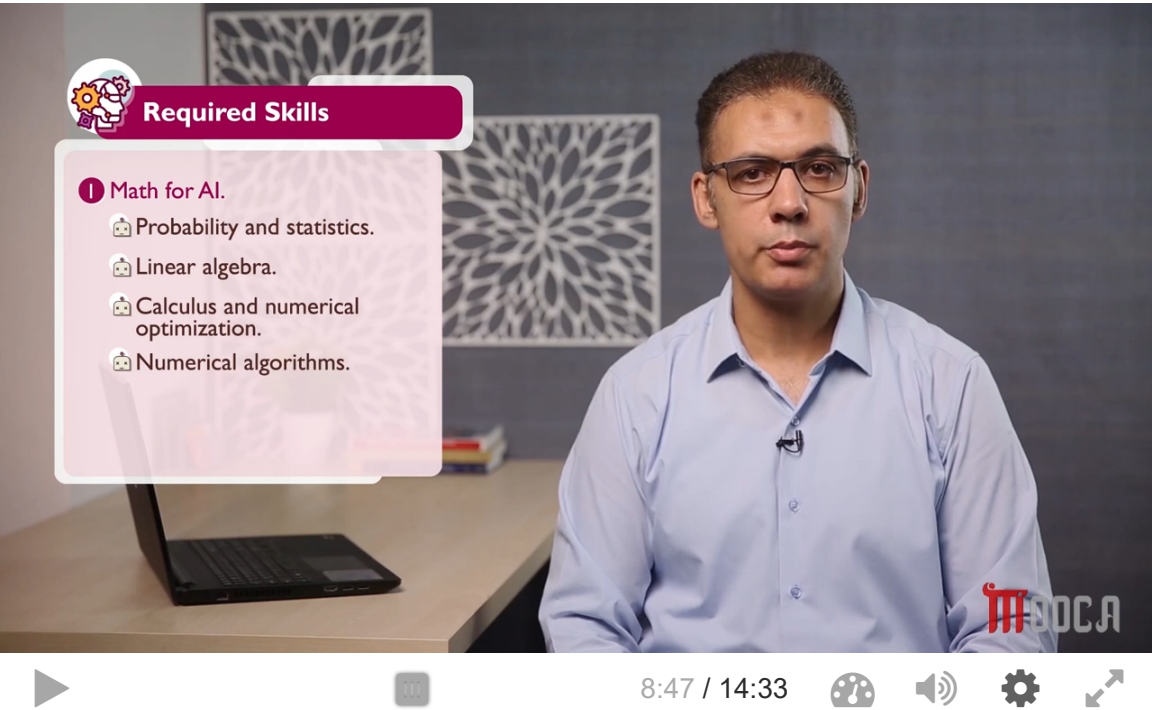 Required Skills
1 Math for AI.
Probability and statistics.
Linear algebra.
Calculus and numerical
optimization.
Numerical algorithms.
MOOCA
8:47 / 14:33